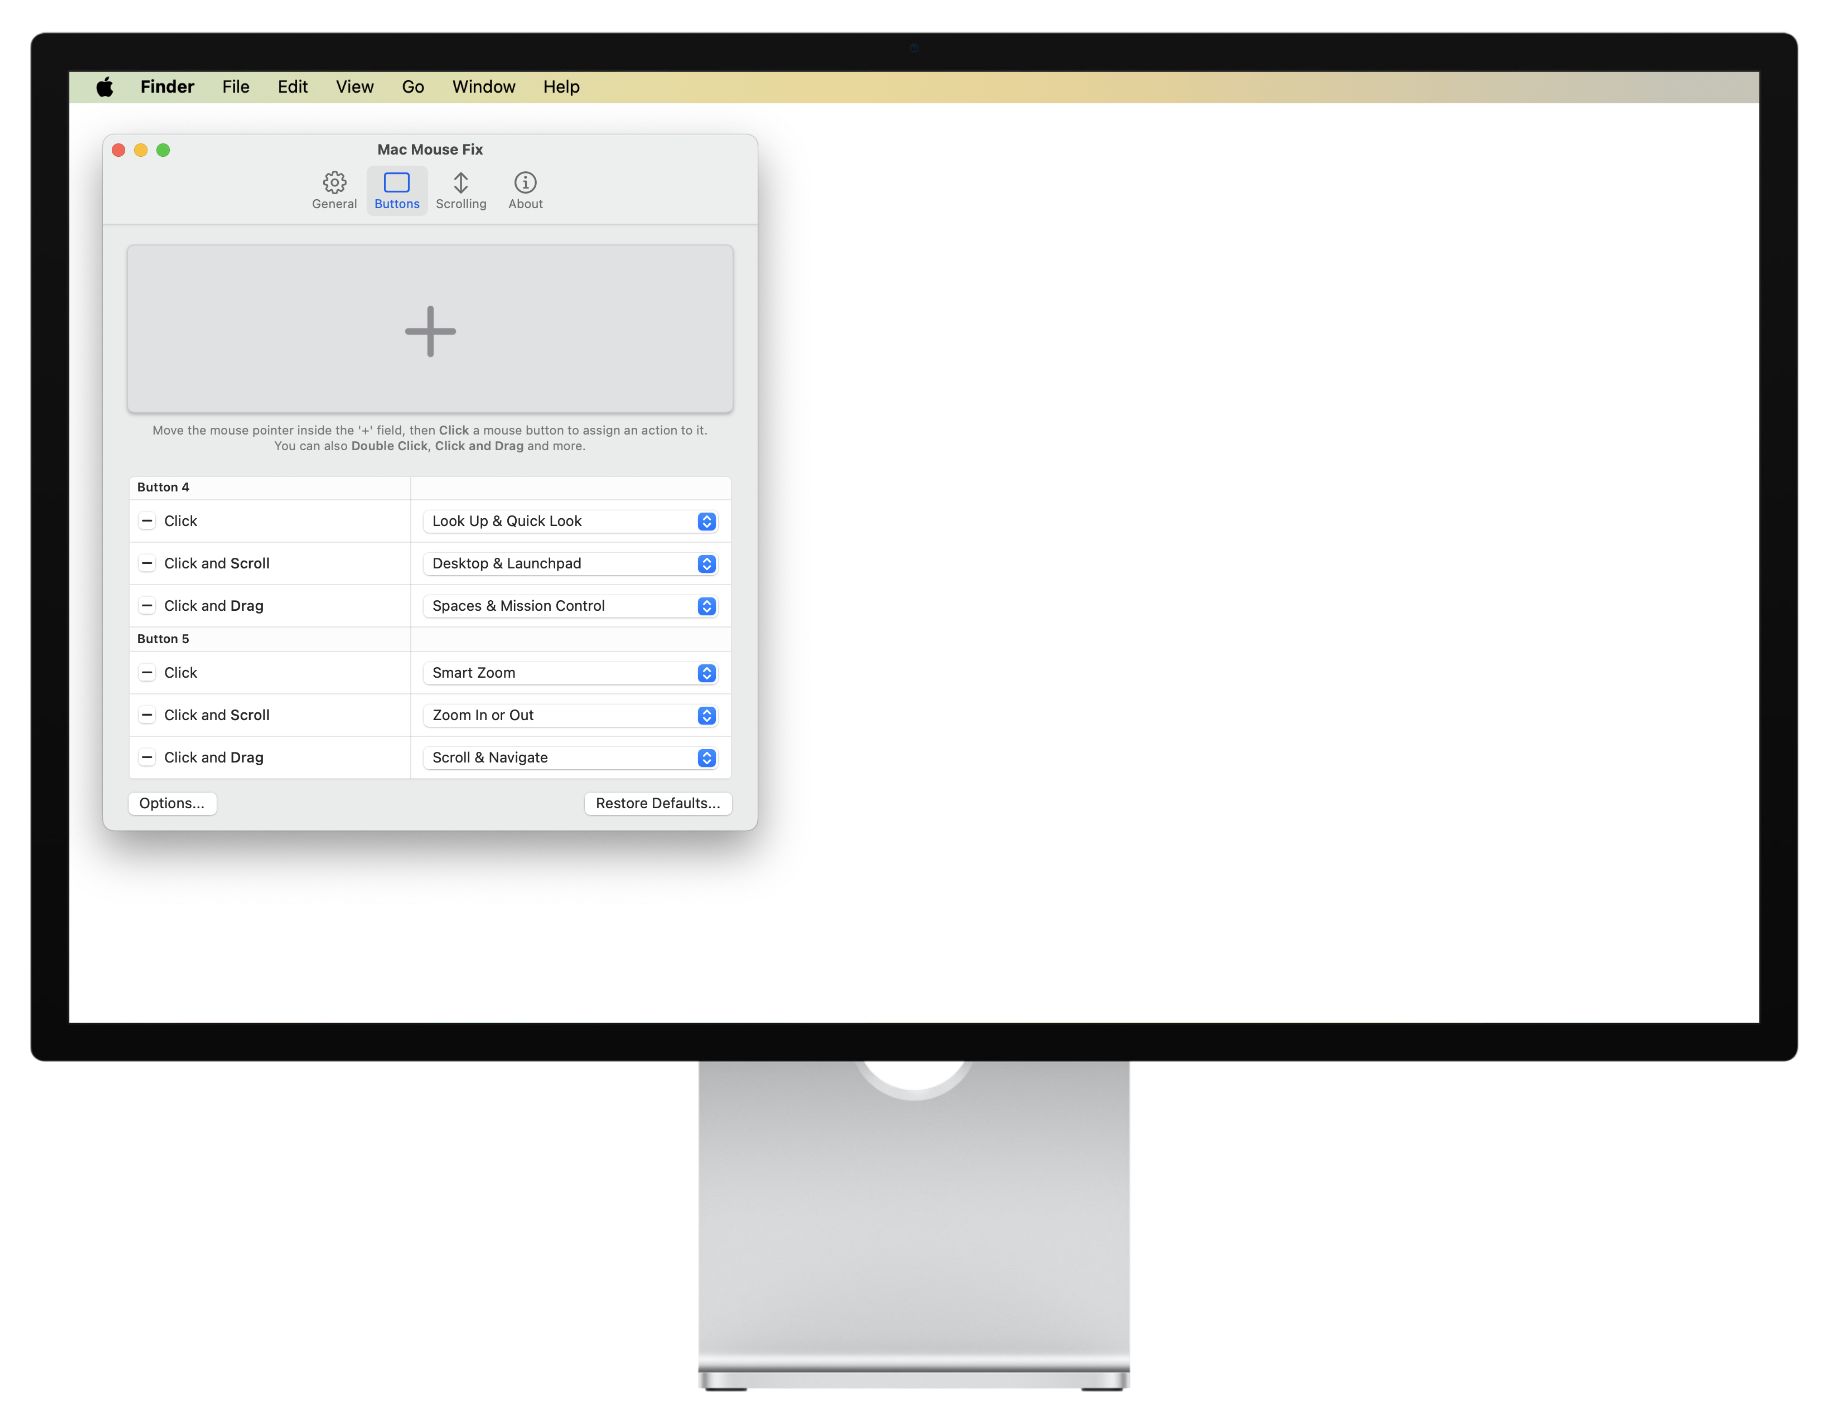 Finder File Edit View Go Window Help
Mac Mouse Fix
General Buttons Scrolling About
Move the mouse pointer inside the '+' field, then Click a mouse button to assign an action to it.
You can also Double Click, Click and Drag and more.
Button 4
Click Look Up & Quick Look
Click and Scroll Desktop & Launchpad
Click and Drag Spaces & Mission Control
Button 5
Click Smart Zoom
Click and Scroll Zoom In or Out
Click and Drag Scroll & Navigate
Options... Restore Defaults...